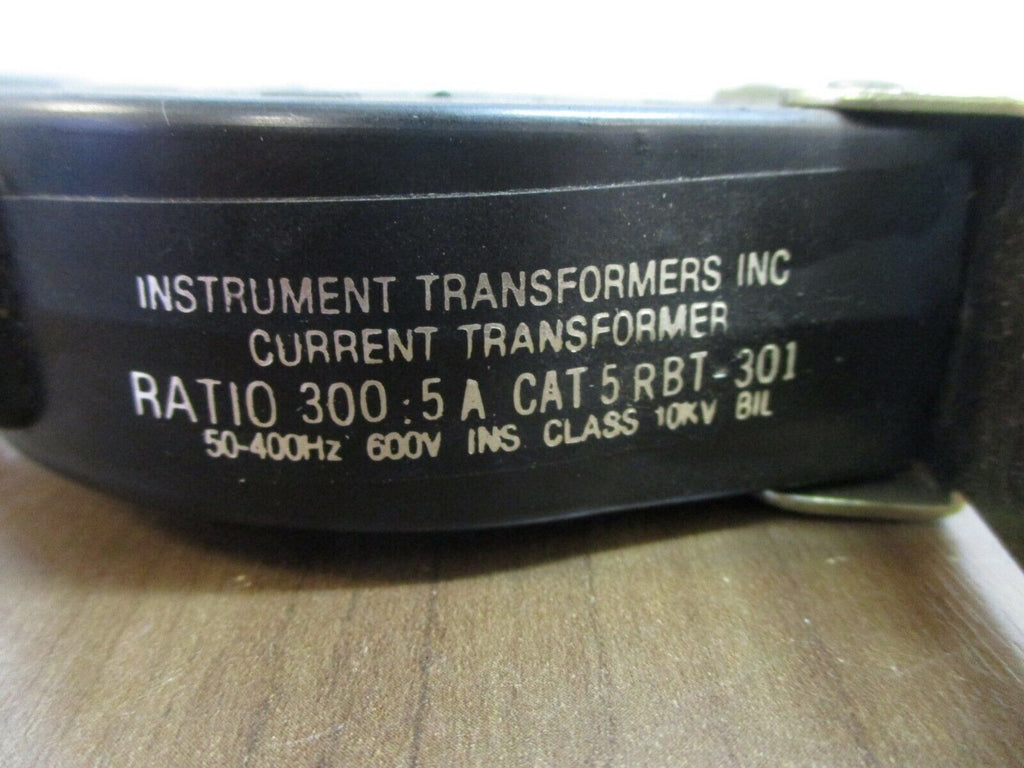 INSTRUMENT TRANSFORMERS INC
CURRENT TRANSFORMER
RATIO 300:5 A CAT 5RBT-301
50-400Hz 600V INS CLASS 10KV BIL